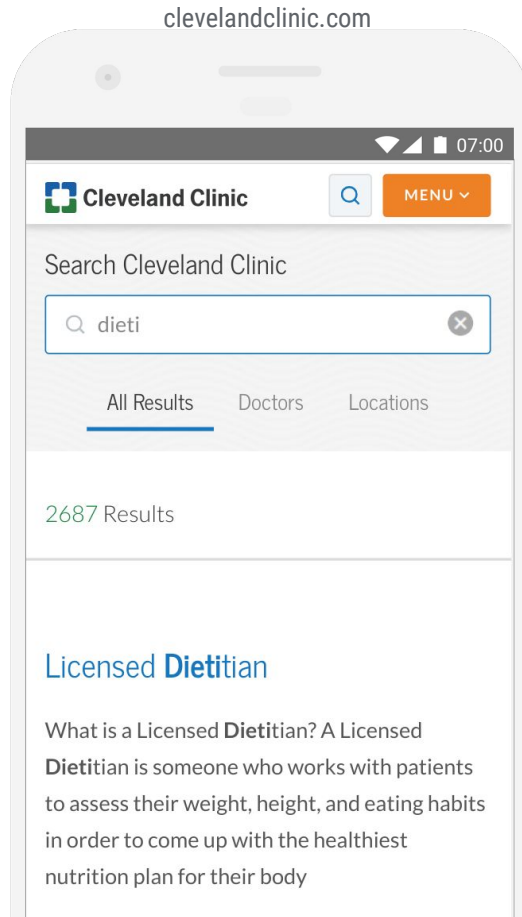 clevelandclinic.com
07:00
Cleveland Clinic
MENU
Search Cleveland Clinic
dieti
All Results Doctors Locations
2687 Results
Licensed Dietitian
What is a Licensed Dietitian? A Licensed
Dietitian is someone who works with patients
to assess their weight, height, and eating habits
in order to come up with the healthiest
nutrition plan for their body